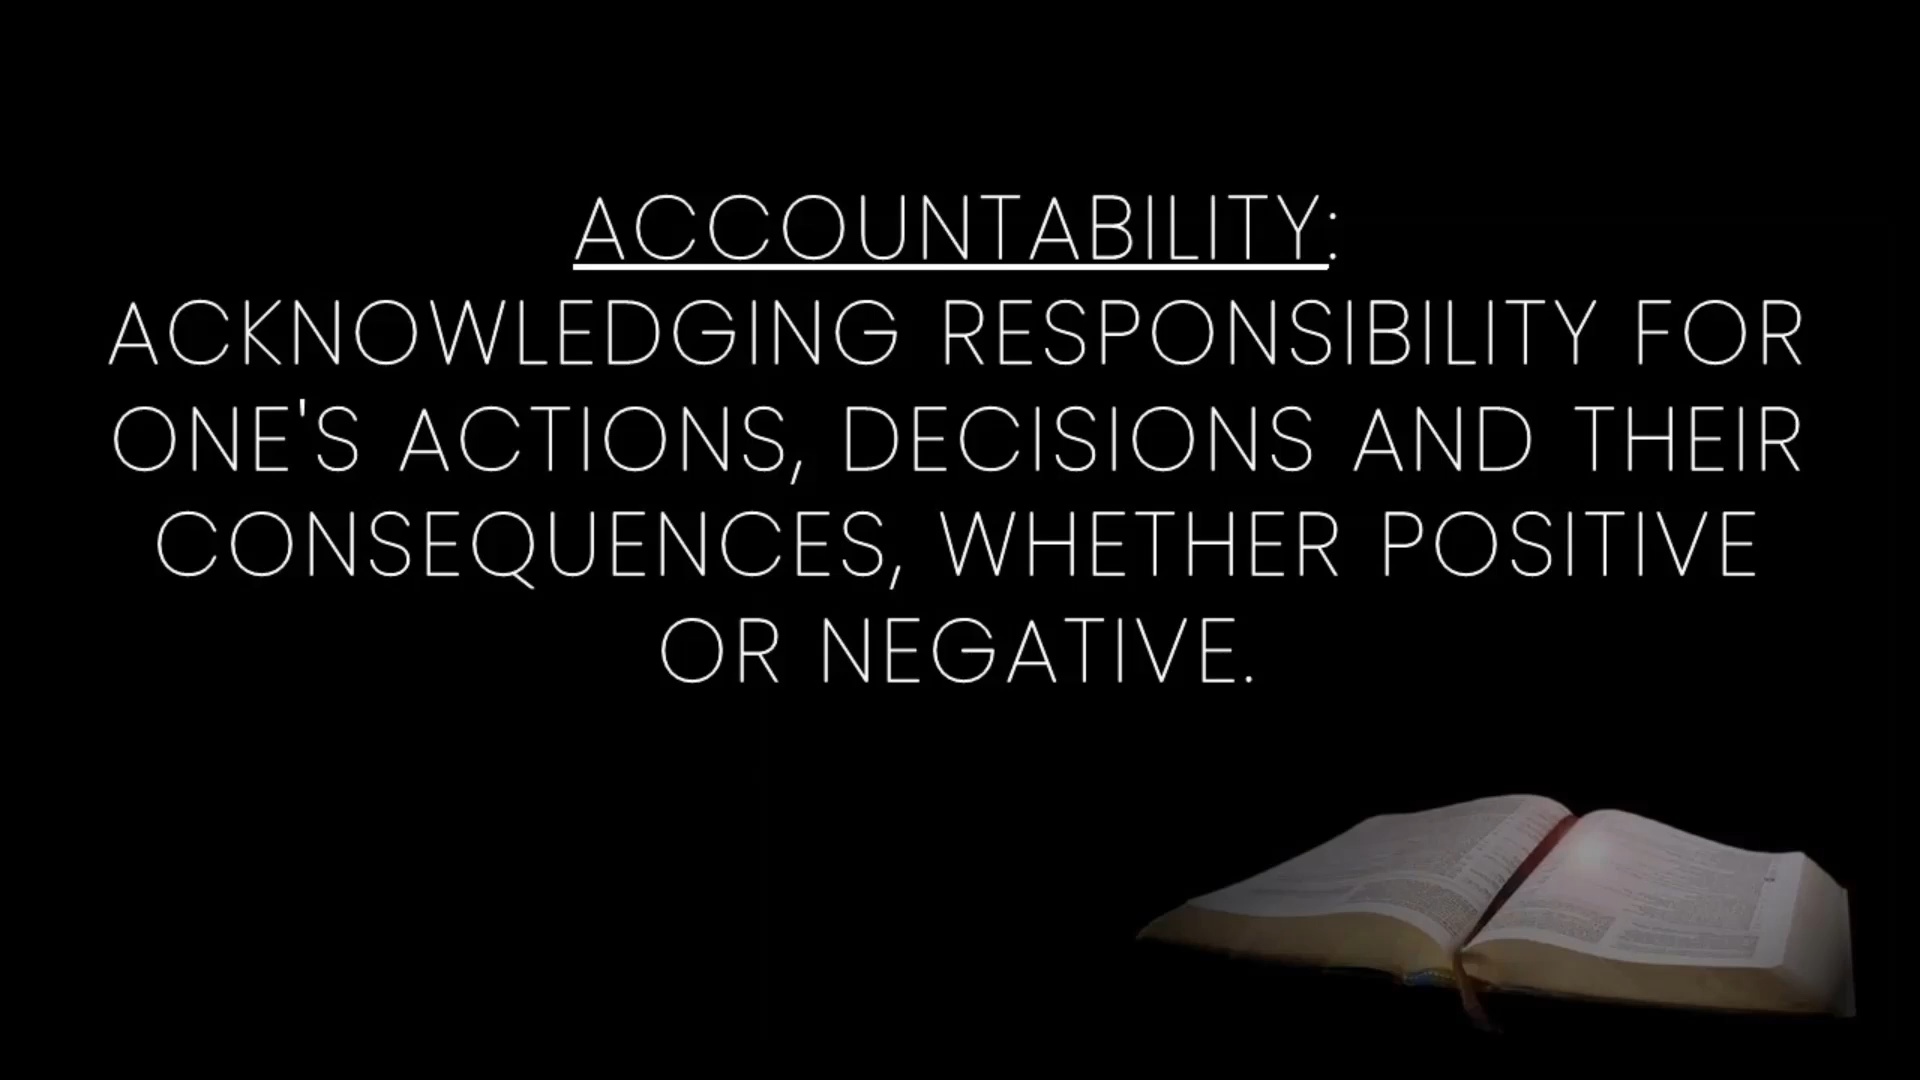 ACCOUNTABILITY:
ACKNOWLEDGING RESPONSIBILITY FOR
ONE'S ACTIONS, DECISIONS AND THEIR
CONSEQUENCES, WHETHER POSITIVE
OR NEGATIVE.